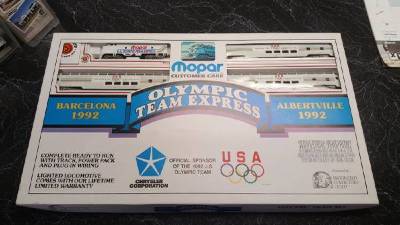 Mopar
Mopar
CUSTOMER CARE
OLYMPIC
TEAM EXPRESS
BARCELONA
1992
ALBERTVILLE
1992
COMPLETE READY TO RUN
WITH TRACK, POWER PACK
AND PLUG IN WIRING
LIGHTED LOCOMOTIVE
COMES WITH OUR LIFETIME
LIMITED WARRANTY
CHRYSLER
CORPORATION
OFFICIAL SPONSOR
OF THE 1992 U.S.
OLYMPIC TEAM
USA